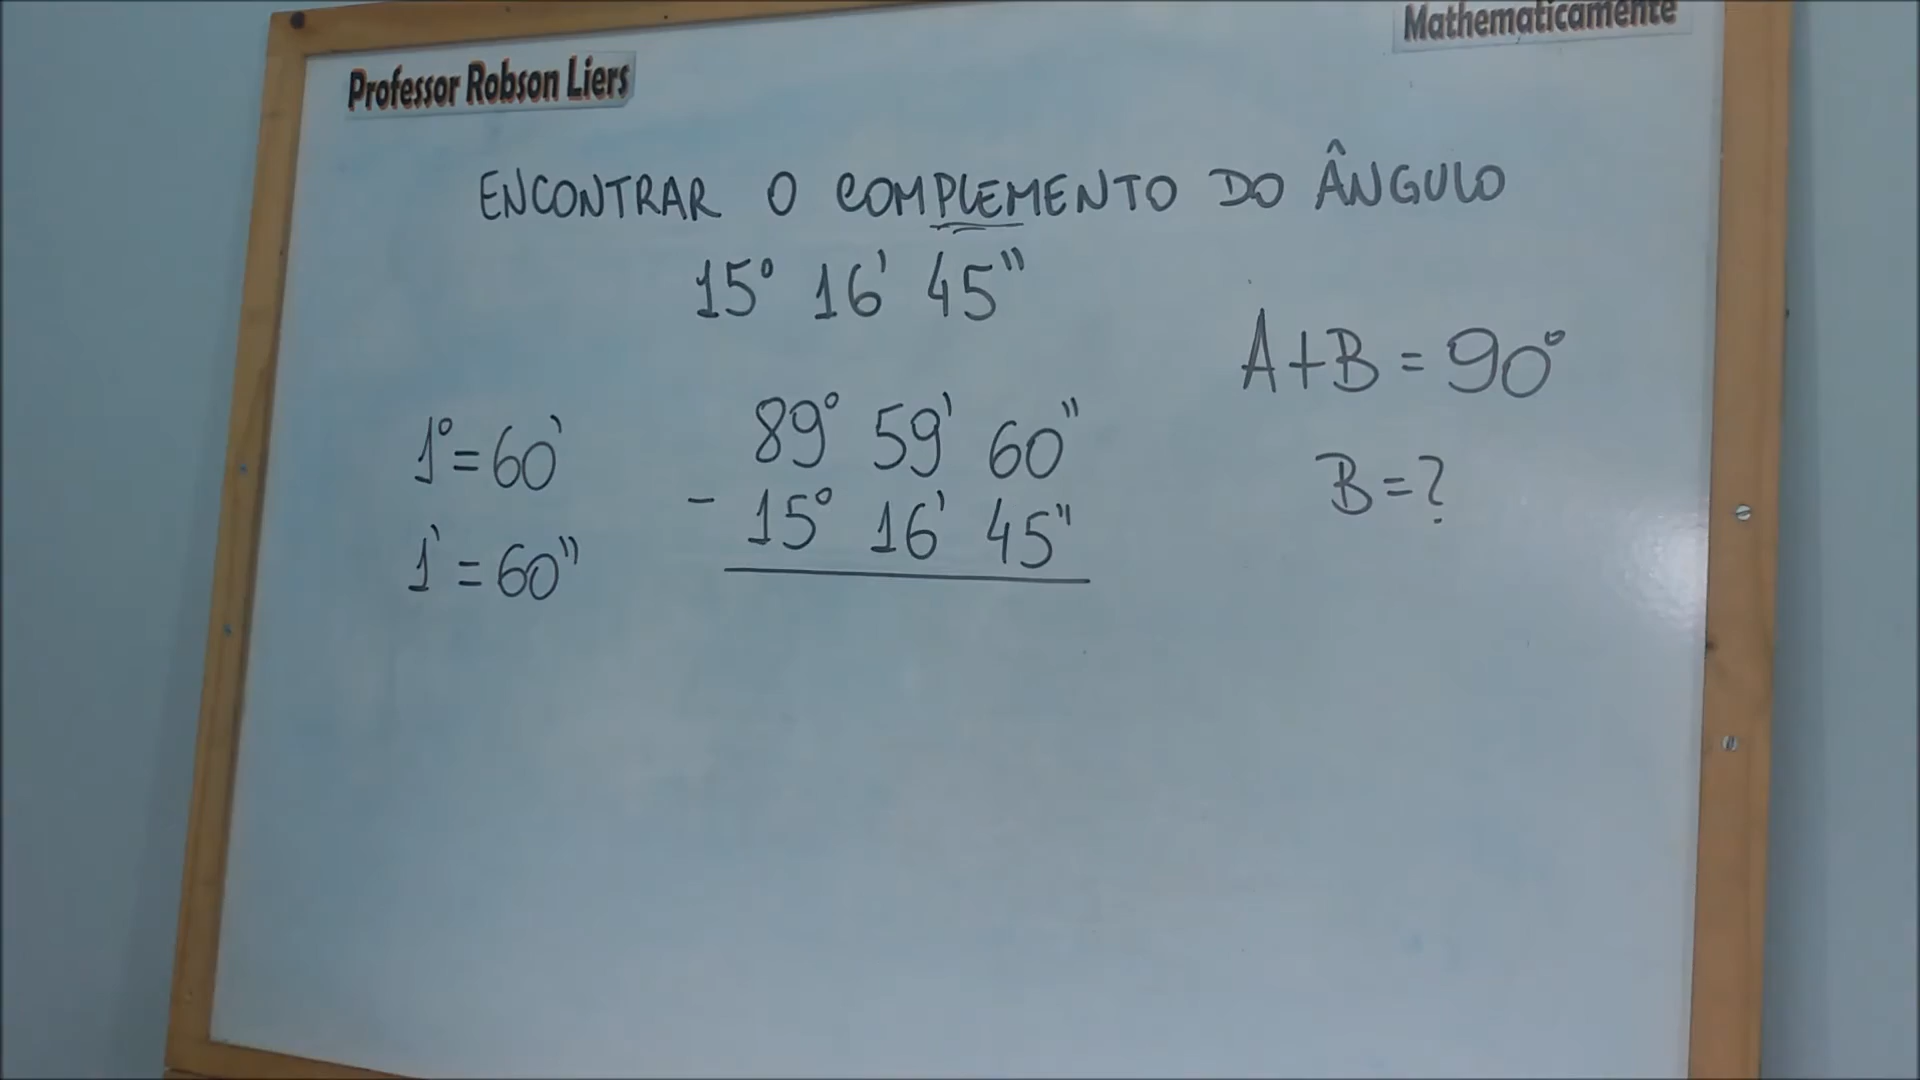 Professor Robson Liers
Mathematicamente
ENCONTRAR O COMPLEMENTO DO ÂNGULO
15° 16' 45"
A+B = 90°
B=?
1°=60'
1'=60"
89° 59' 60"
- 15° 16' 45"